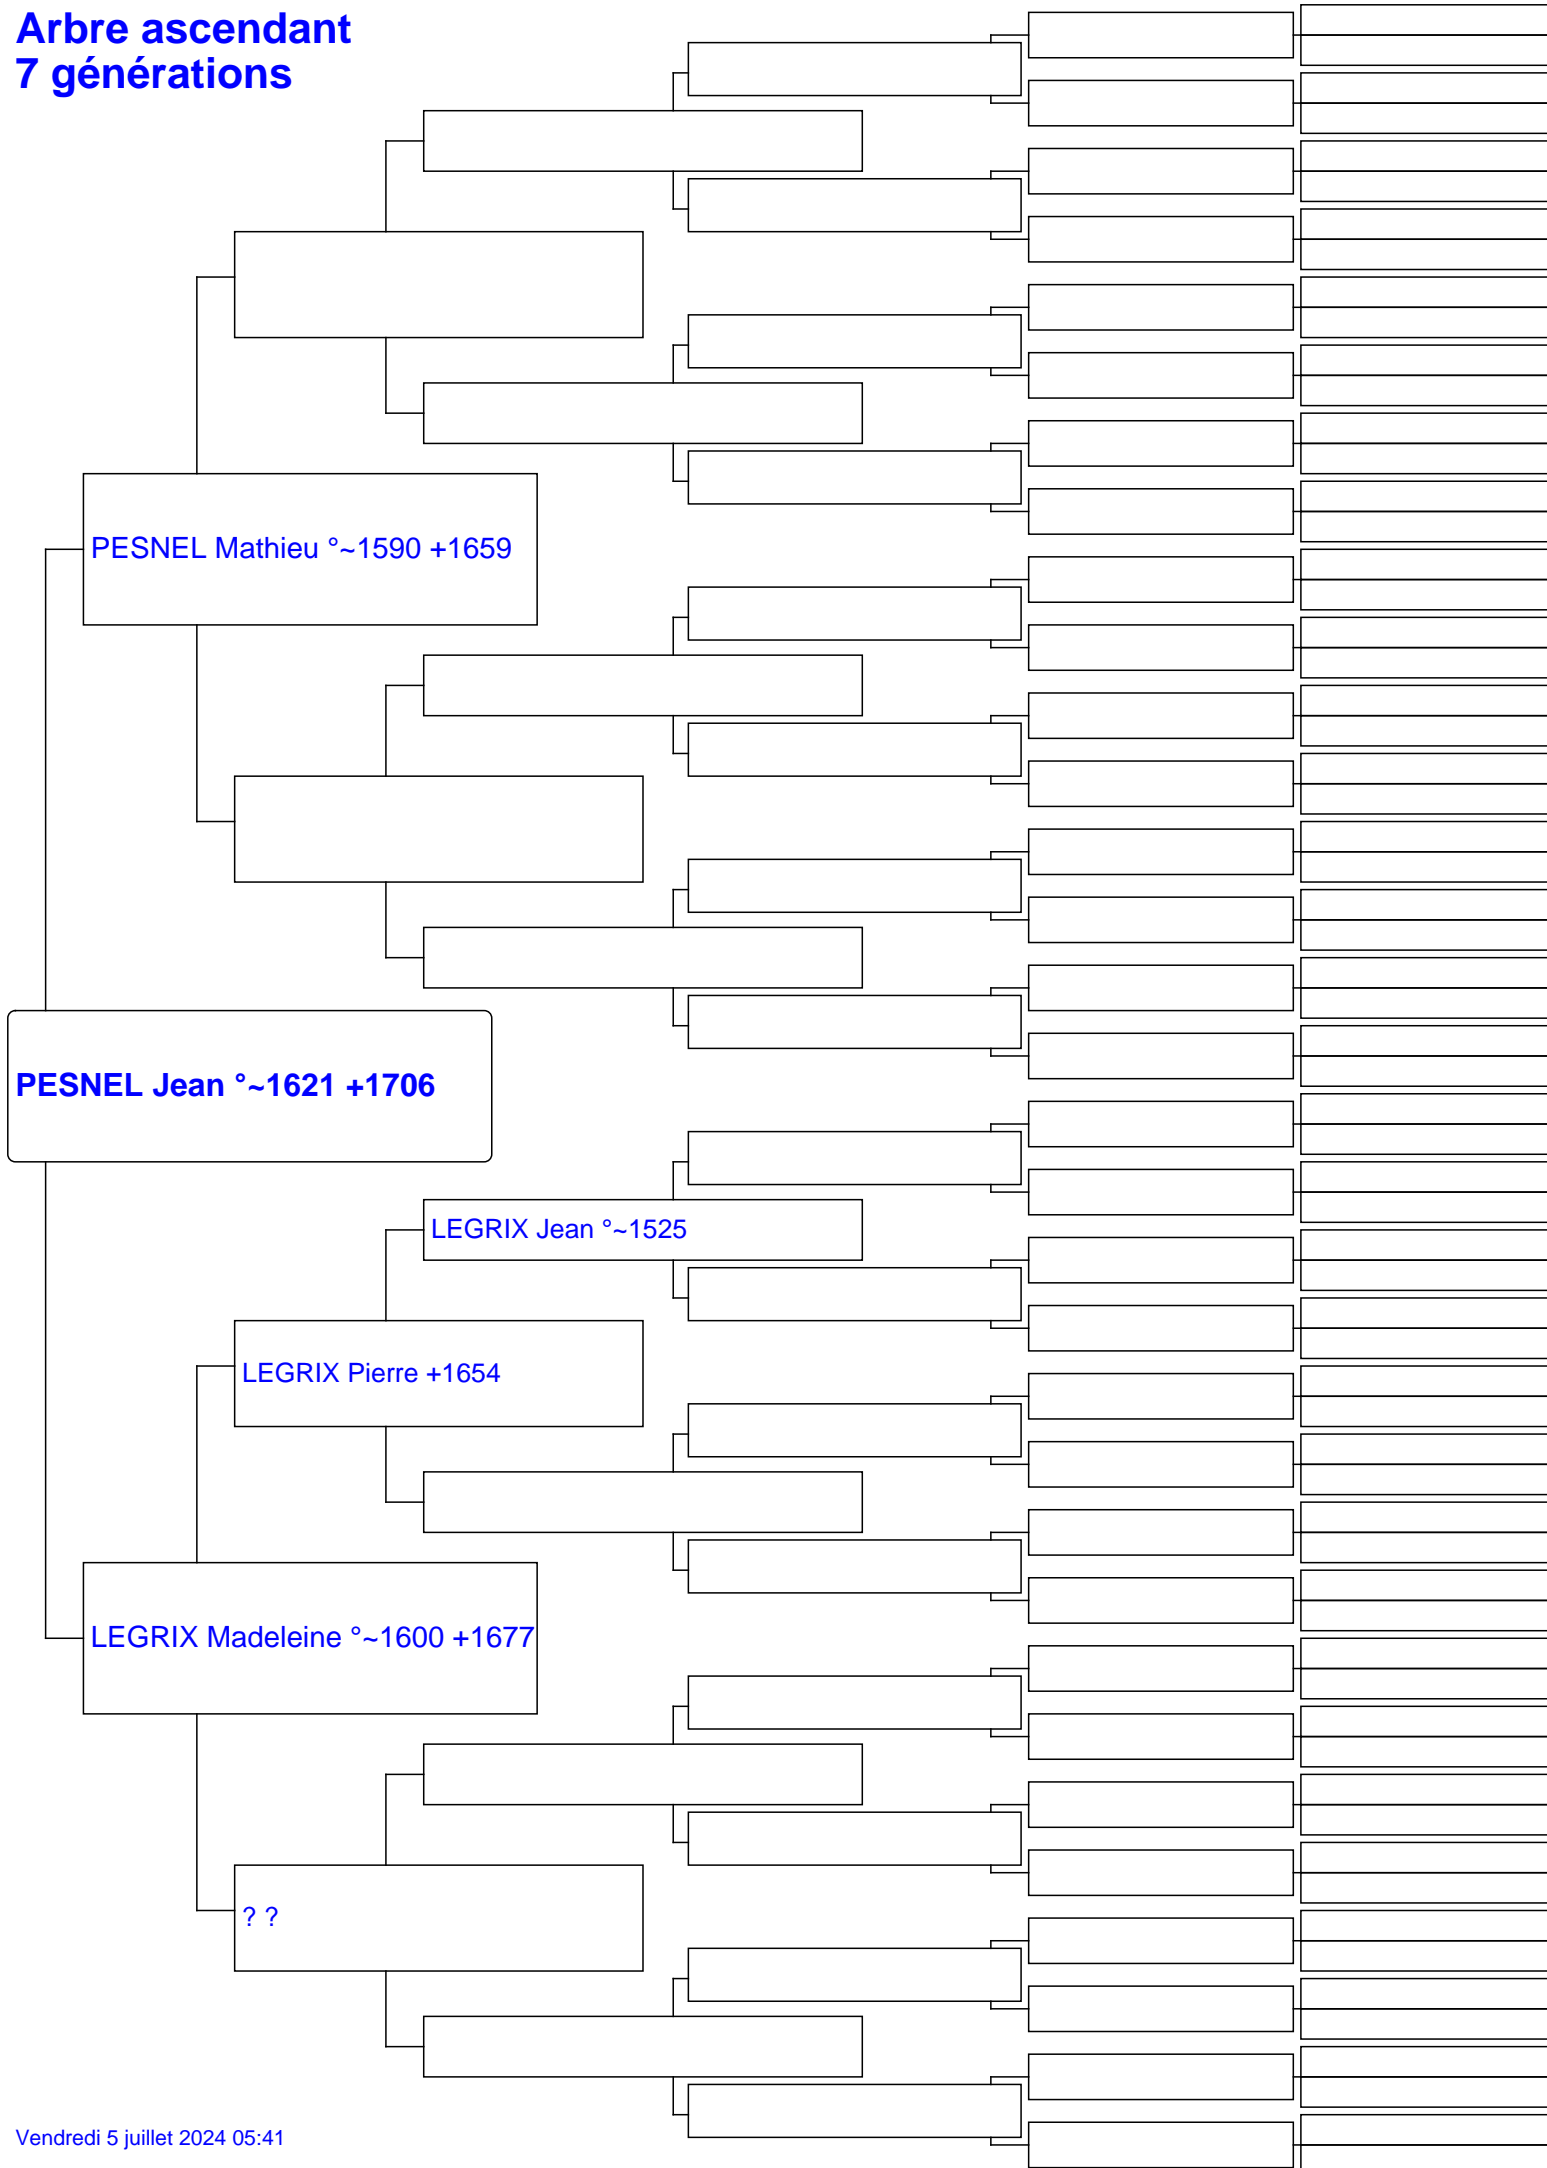 Arbre ascendant
7 générations
PESNEL Mathieu °~1590 +1659
PESNEL Jean °~1621 +1706
LEGRIX Jean °~1525
LEGRIX Pierre +1654
LEGRIX Madeleine °~1600 +1677
? ?
Vendredi 5 juillet 2024 05:41